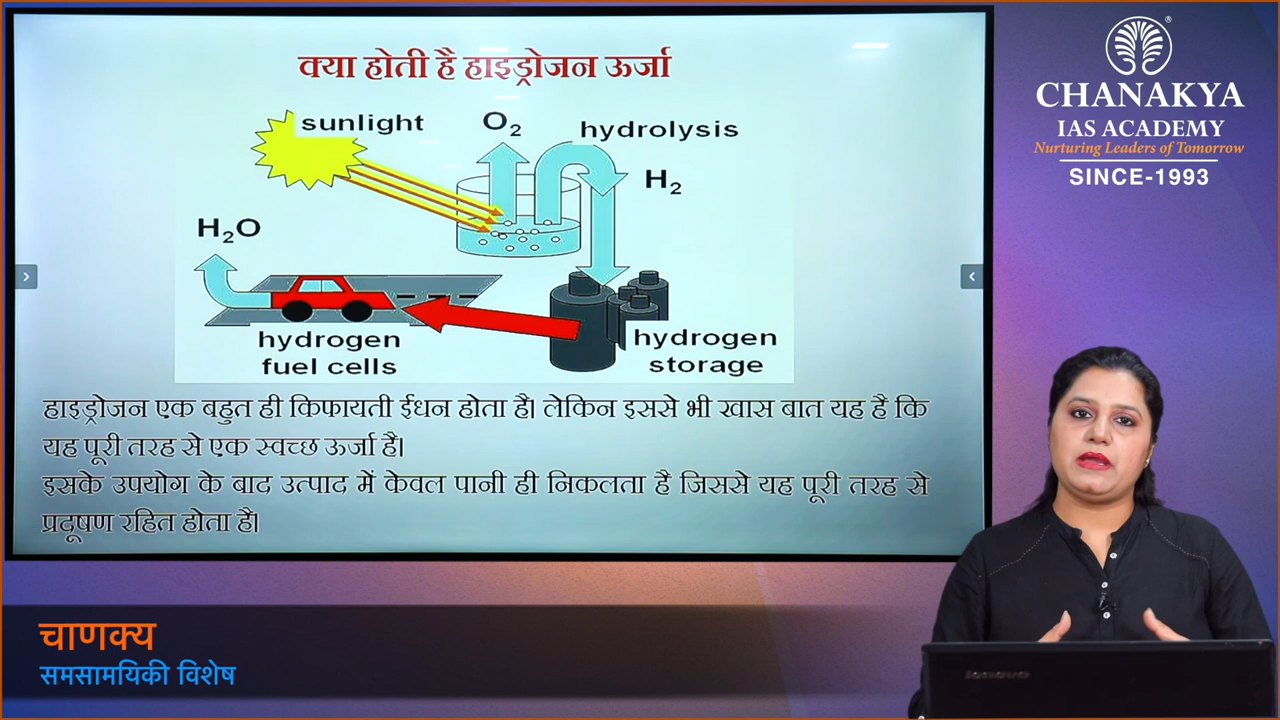 क्या होती है हाइड्रोजन ऊर्जा
sunlight
O2
hydrolysis
H2
H2O
hydrogen
fuel cells
hydrogen
storage
हाइड्रोजन एक बहुत ही किफायती ईधन होता है। लेकिन इससे भी खास बात यह है कि
यह पूरी तरह से एक स्वच्छ ऊर्जा है।
इसके उपयोग के बाद उत्पाद में केवल पानी ही निकलता है जिससे यह पूरी तरह से
प्रदूषण रहित होता है।
®
CHANAKYA
IAS ACADEMY
Nurturing Leaders of Tomorrow
SINCE-1993
चाणक्य
समसामयिकी विशेष
lenovo